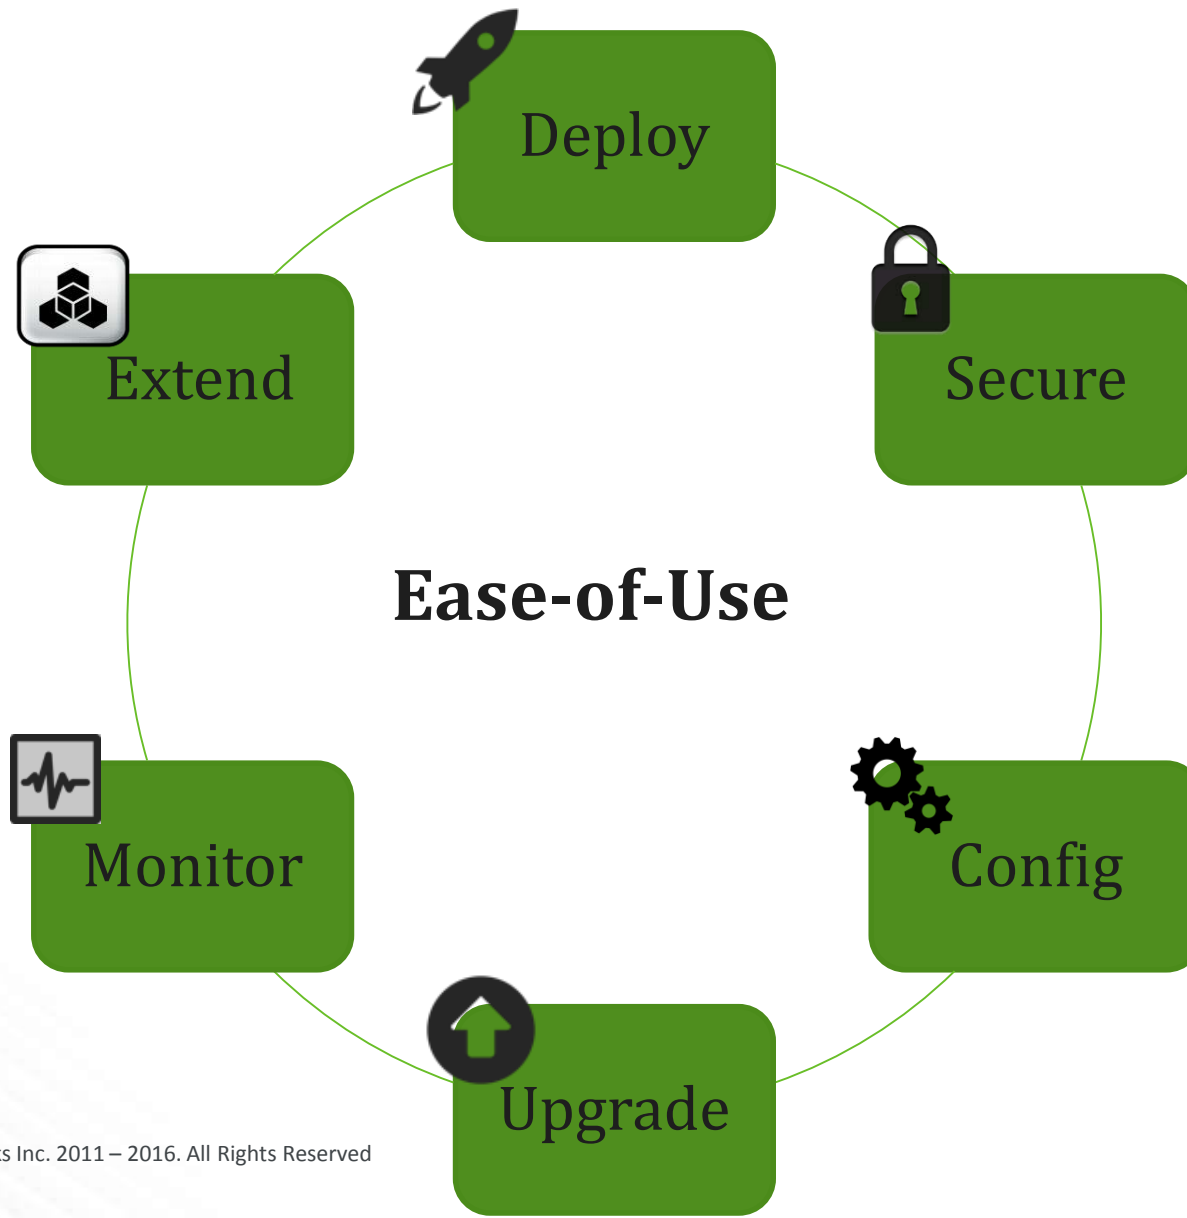 Deploy
Extend
Secure
Ease-of-Use
Monitor
Config
Upgrade
Inc. 2011 – 2016. All Rights Reserved